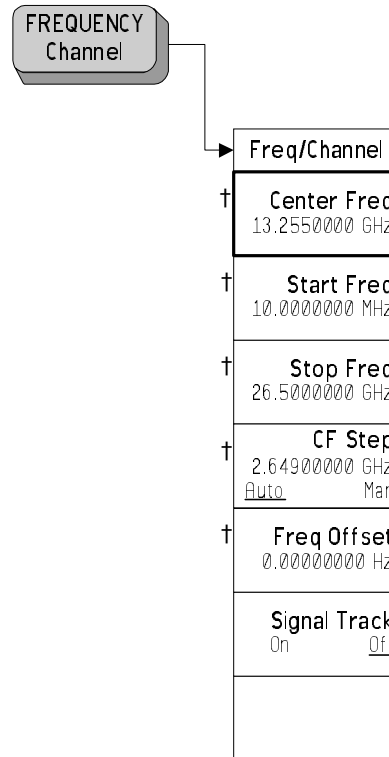 FREQUENCY
Channel
Freq/Channel
† Center Freq
13.2550000 GHz
† Start Freq
10.0000000 MHz
† Stop Freq
26.5000000 GHz
† CF Step
2.64900000 GHz
Auto Man
† Freq Offset
0.00000000 Hz
Signal Track
On Of